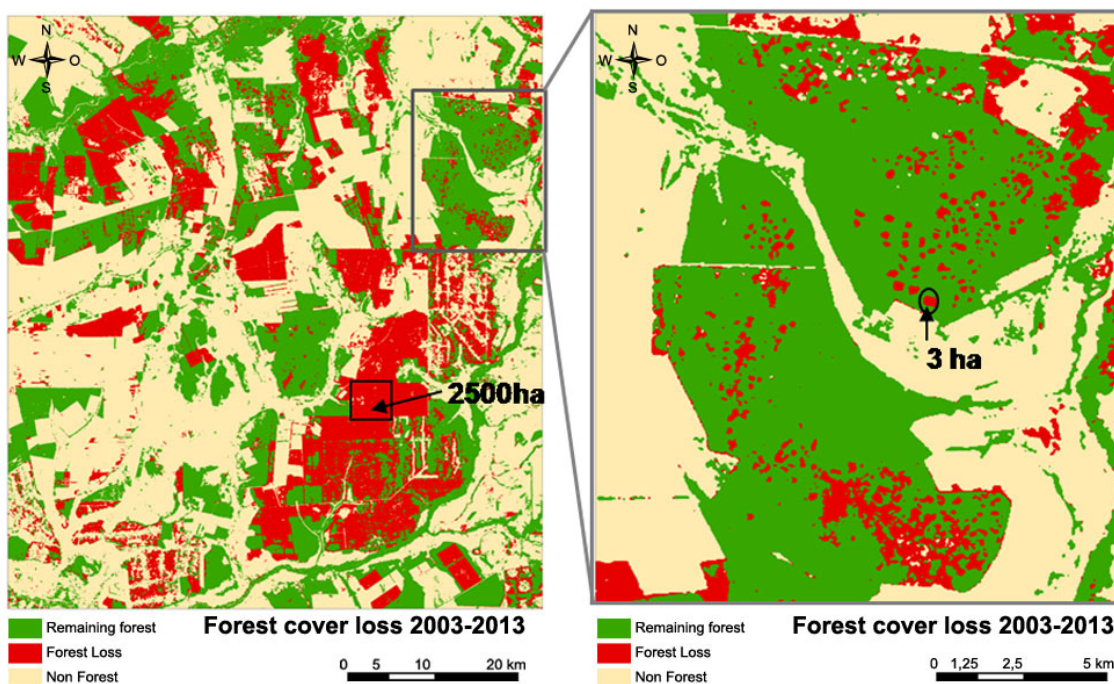 N
W O
S
2500ha
Remaining forest
Forest Loss
Non Forest
Forest cover loss 2003-2013
0 5 10 20 km
N
W O
S
3 ha
Remaining forest
Forest Loss
Non Forest
Forest cover loss 2003-2013
0 1,25 2,5 5 km